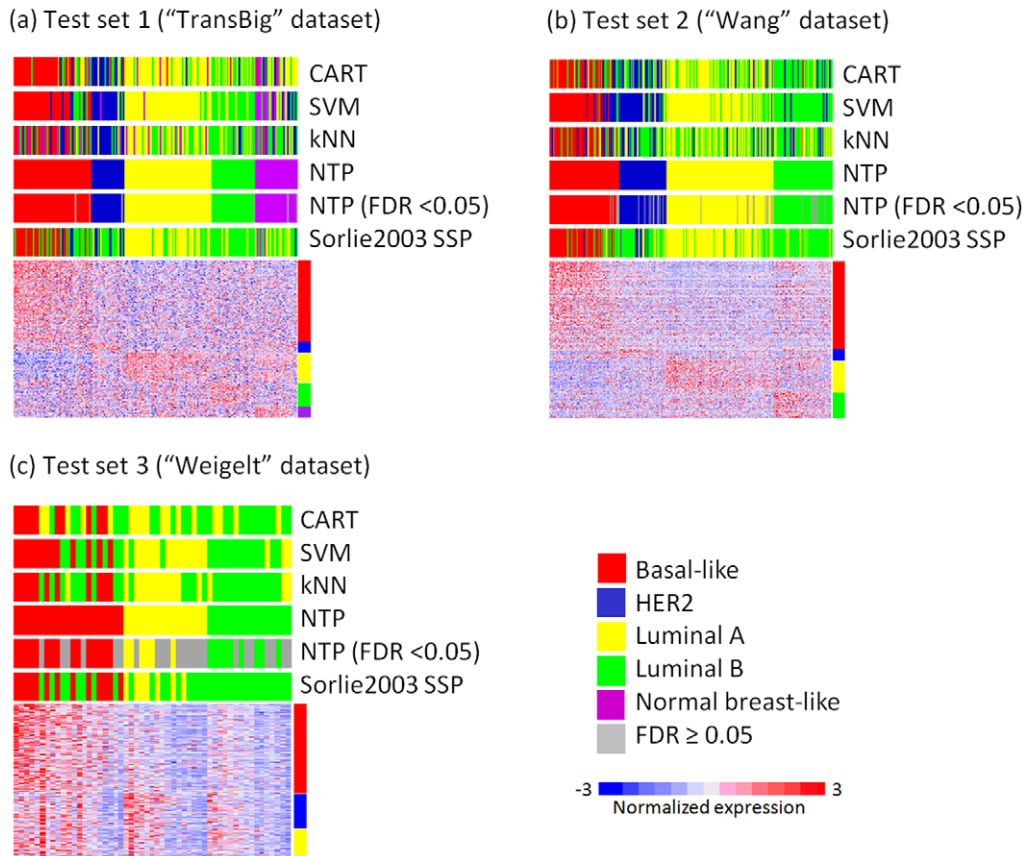 (a) Test set 1 (“TransBig” dataset)
CART
SVM
kNN
NTP
NTP (FDR <0.05)
Sorlie2003 SSP
(b) Test set 2 (“Wang” dataset)
CART
SVM
kNN
NTP
NTP (FDR <0.05)
Sorlie2003 SSP
(c) Test set 3 (“Weigelt” dataset)
CART
SVM
kNN
NTP
NTP (FDR <0.05)
Sorlie2003 SSP
Basal-like
HER2
Luminal A
Luminal B
Normal breast-like
FDR ≥ 0.05
-3 3
Normalized expression